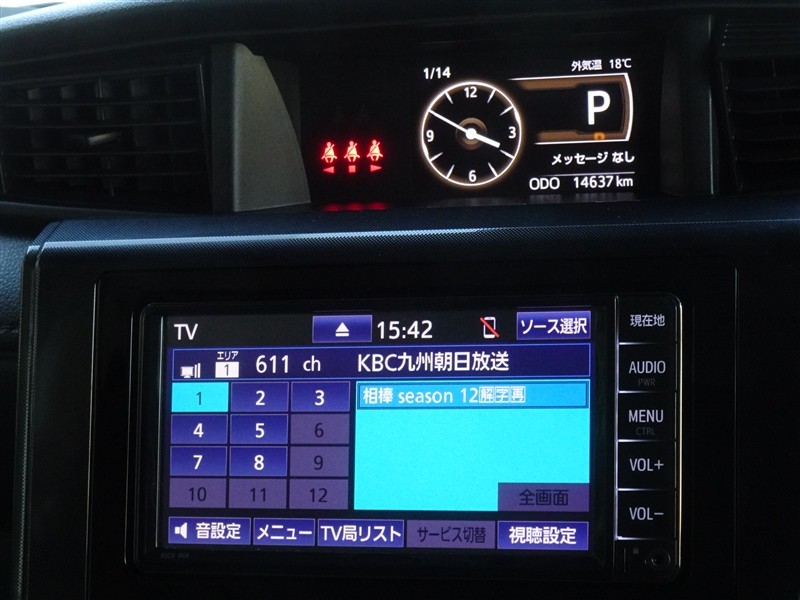 1/14
外気温 18℃
12
9
3
6
P
メッセージ なし
ODO 14637 km
TV
15:42
ソース選択
エリア
1
611 ch
KBC九州朝日放送
1 2 3
4 5 6
7 8 9
10 11 12
相棒 season 12解字再
全画面
音設定
メニュー
TV局リスト
サービス切替
視聴設定
現在地
AUDIO
PWR
MENU
CTRL
VOL+
VOL-